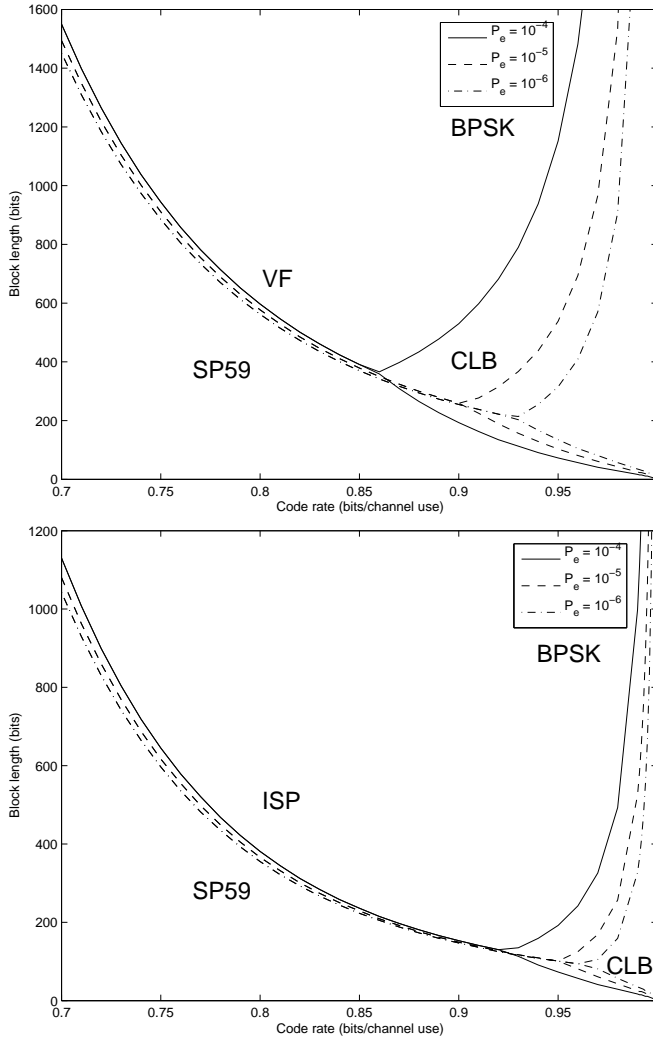 1600
1400
1200
1000
800
600
400
200
0
Block length (bits)
P_e = 10^-4
P_e = 10^-5
P_e = 10^-6
BPSK
VF
CLB
SP59
0.7 0.75 0.8 0.85 0.9 0.95
Code rate (bits/channel use)
1200
1000
800
600
400
200
0
Block length (bits)
P_e = 10^-4
P_e = 10^-5
P_e = 10^-6
BPSK
ISP
SP59
CLB
0.7 0.75 0.8 0.85 0.9 0.95
Code rate (bits/channel use)